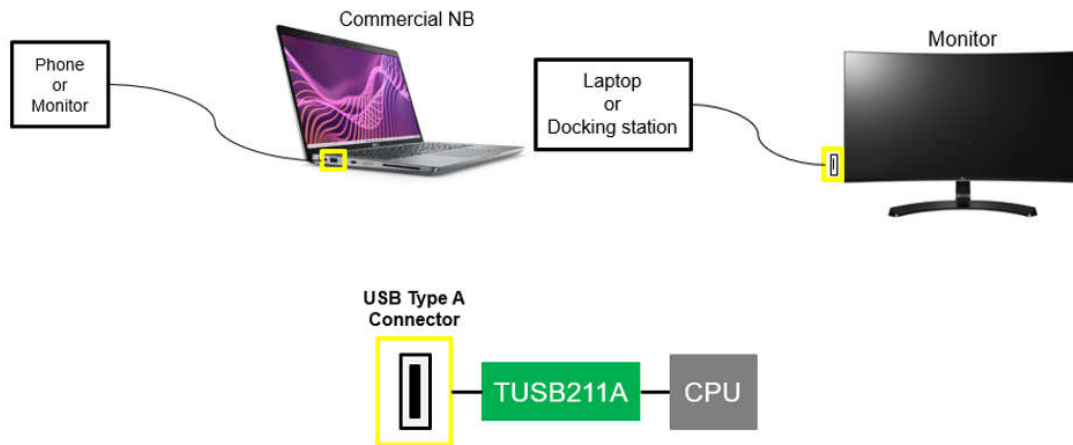 Commercial NB
Phone
or
Monitor
Laptop
or
Docking station
Monitor
USB Type A
Connector
TUSB211A
CPU